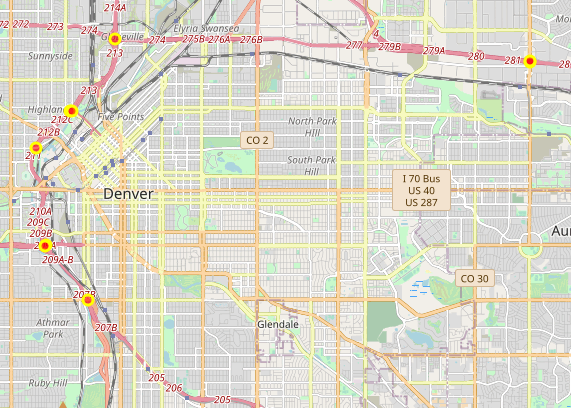 214A
272
273
274
Elyria Swansea
274
275B
276A
276B
4
277
279B
279A
280
281
213
Sunnyside
213
Highland
212C
Five Points
212B
211
North Park
Hill
CO 2
South Park
Hill
I 70 Bus
US 40
US 287
Denver
210A
209C
209B
209A-B
CO 30
207B
Athmar
Park
207B
Glendale
Ruby Hill
205
206
205